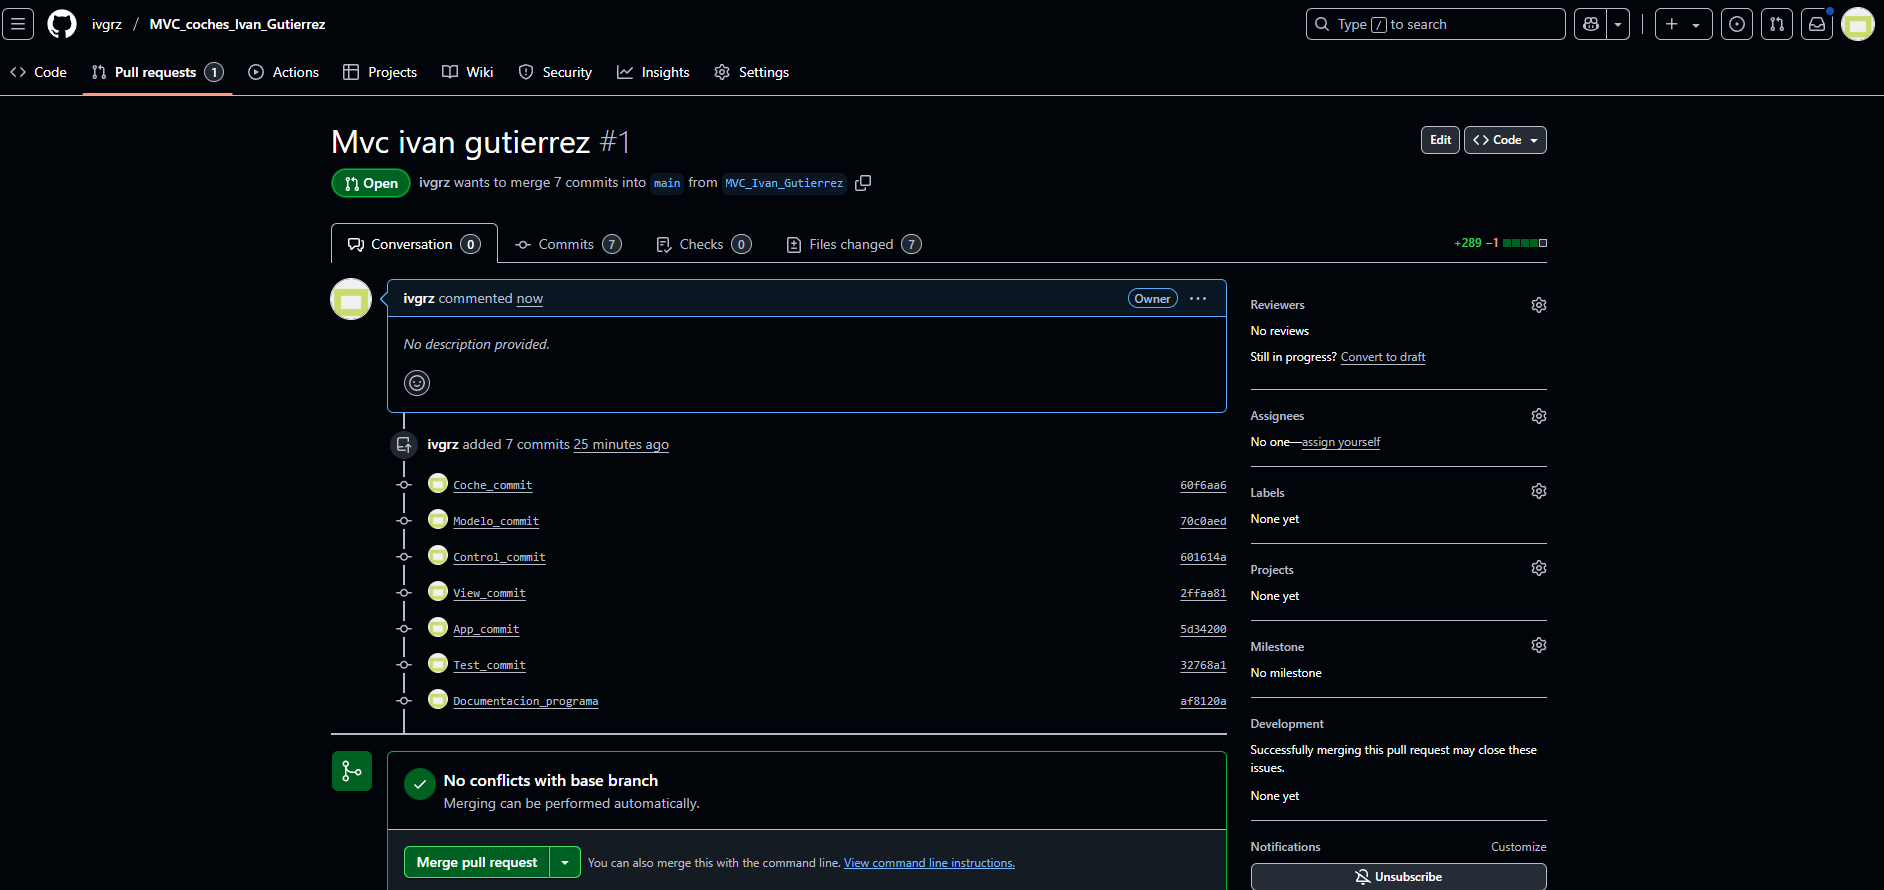 ivgrz / MVC_coches_Ivan_Gutierrez
Type / to search
Code Pull requests 1 Actions Projects Wiki Security Insights Settings
Mvc ivan gutierrez #1
Edit
Code
Open ivgrz wants to merge 7 commits into main from MVC_Ivan_Gutierrez
Conversation 0 Commits 7 Checks 0 Files changed 7
+289 −1
ivgrz commented now
Owner
No description provided.
ivgrz added 7 commits 25 minutes ago
Coche_commit 60f6aa6
Modelo_commit 70c0aed
Control_commit 601614a
View_commit 2ffaa81
App_commit 5d34200
Test_commit 32768a1
Documentacion_programa af8120a
No conflicts with base branch
Merging can be performed automatically.
Merge pull request
You can also merge this with the command line. View command line instructions.
Reviewers
No reviews
Still in progress? Convert to draft
Assignees
No one—assign yourself
Labels
None yet
Projects
None yet
Milestone
No milestone
Development
Successfully merging this pull request may close these
issues.
None yet
Notifications Customize
Unsubscribe